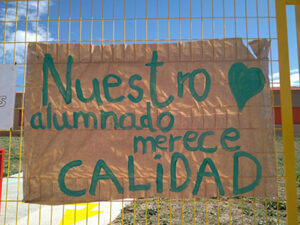 Nuestro
alumnado
merece
CALIDAD